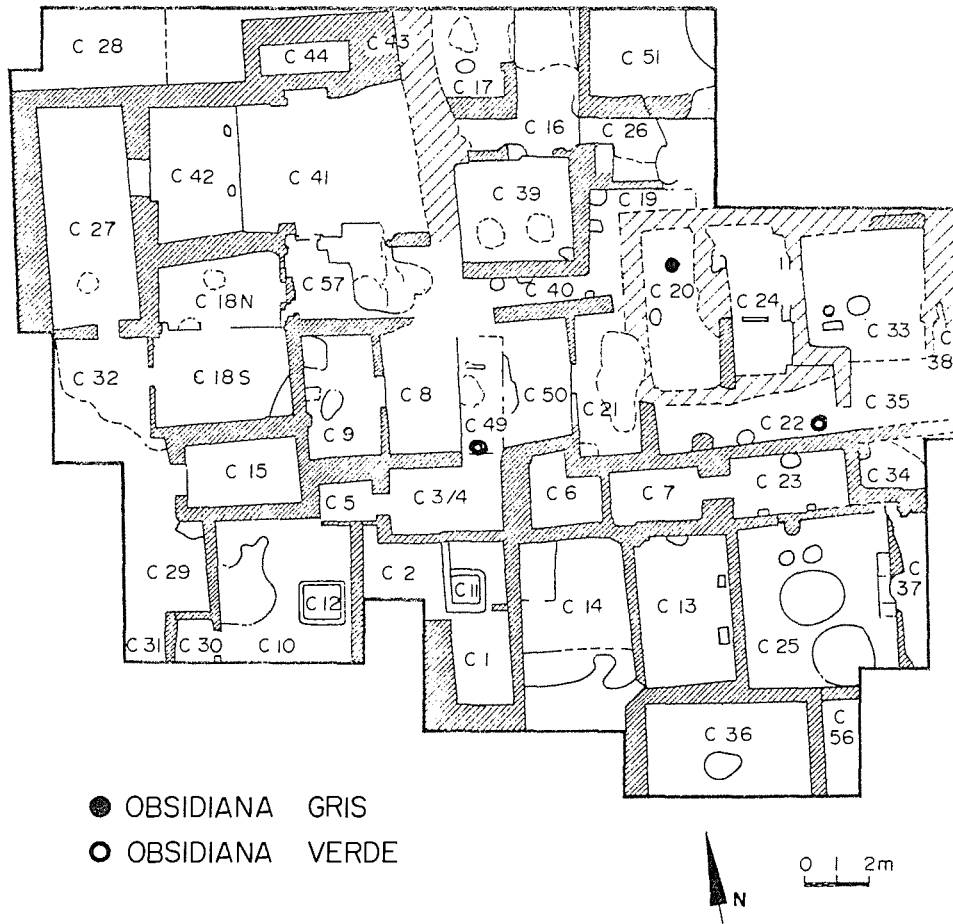 C 28
C 44
C 43
C 17
C 51
C 16
C 26
C 42
C 41
C 39
C 19
C 27
C 57
C 18N
C 40
C 20
C 24
C 33
C
38
C 32
C 18S
C 8
C 50
C 21
C 35
C 9
C 49
C 22
C 15
C 5
C 3/4
C 6
C 7
C 23
C 34
C 29
C 2
C 11
C 12
C 14
C 13
C
37
C 31
C 30
C 10
C 1
C 25
C 36
C
56
OBSIDIANA GRIS
OBSIDIANA VERDE
N
0 1 2m